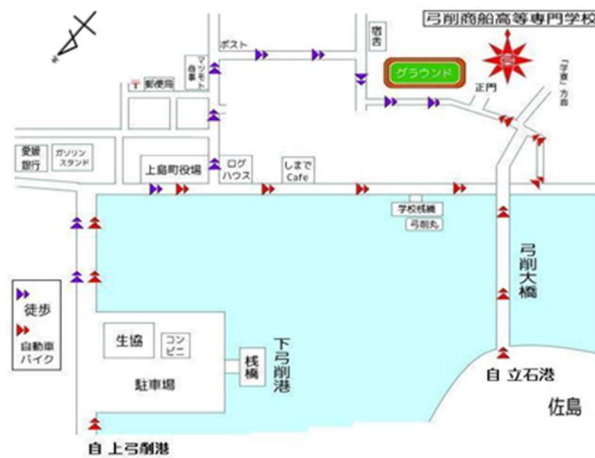 弓削商船高等専門学校
宿舎
ポスト
マツモト
商事
グラウンド
正門
「学寮」方面
〒郵便局
愛媛
銀行
ガソリン
スタンド
上島町役場
ログ
ハウス
しまで
Cafe
学校桟橋
弓削丸
弓削大橋
徒歩
自動車
バイク
生協
コン
ビニ
桟橋
下弓削港
駐車場
自 立石港
佐島
自 上弓削港